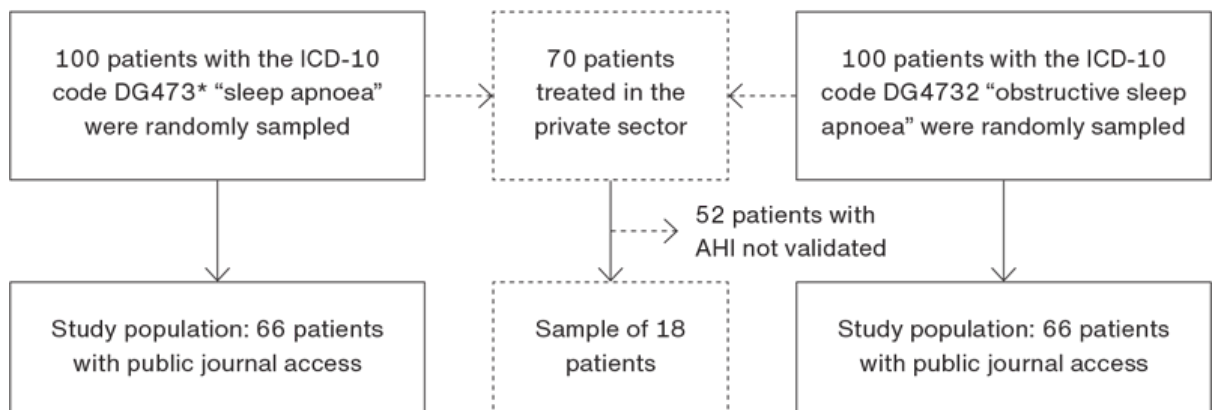 100 patients with the ICD-10
code DG473* “sleep apnoea”
were randomly sampled
70 patients
treated in the
private sector
100 patients with the ICD-10
code DG4732 “obstructive sleep
apnoea” were randomly sampled
52 patients with
AHI not validated
Study population: 66 patients
with public journal access
Sample of 18
patients
Study population: 66 patients
with public journal access